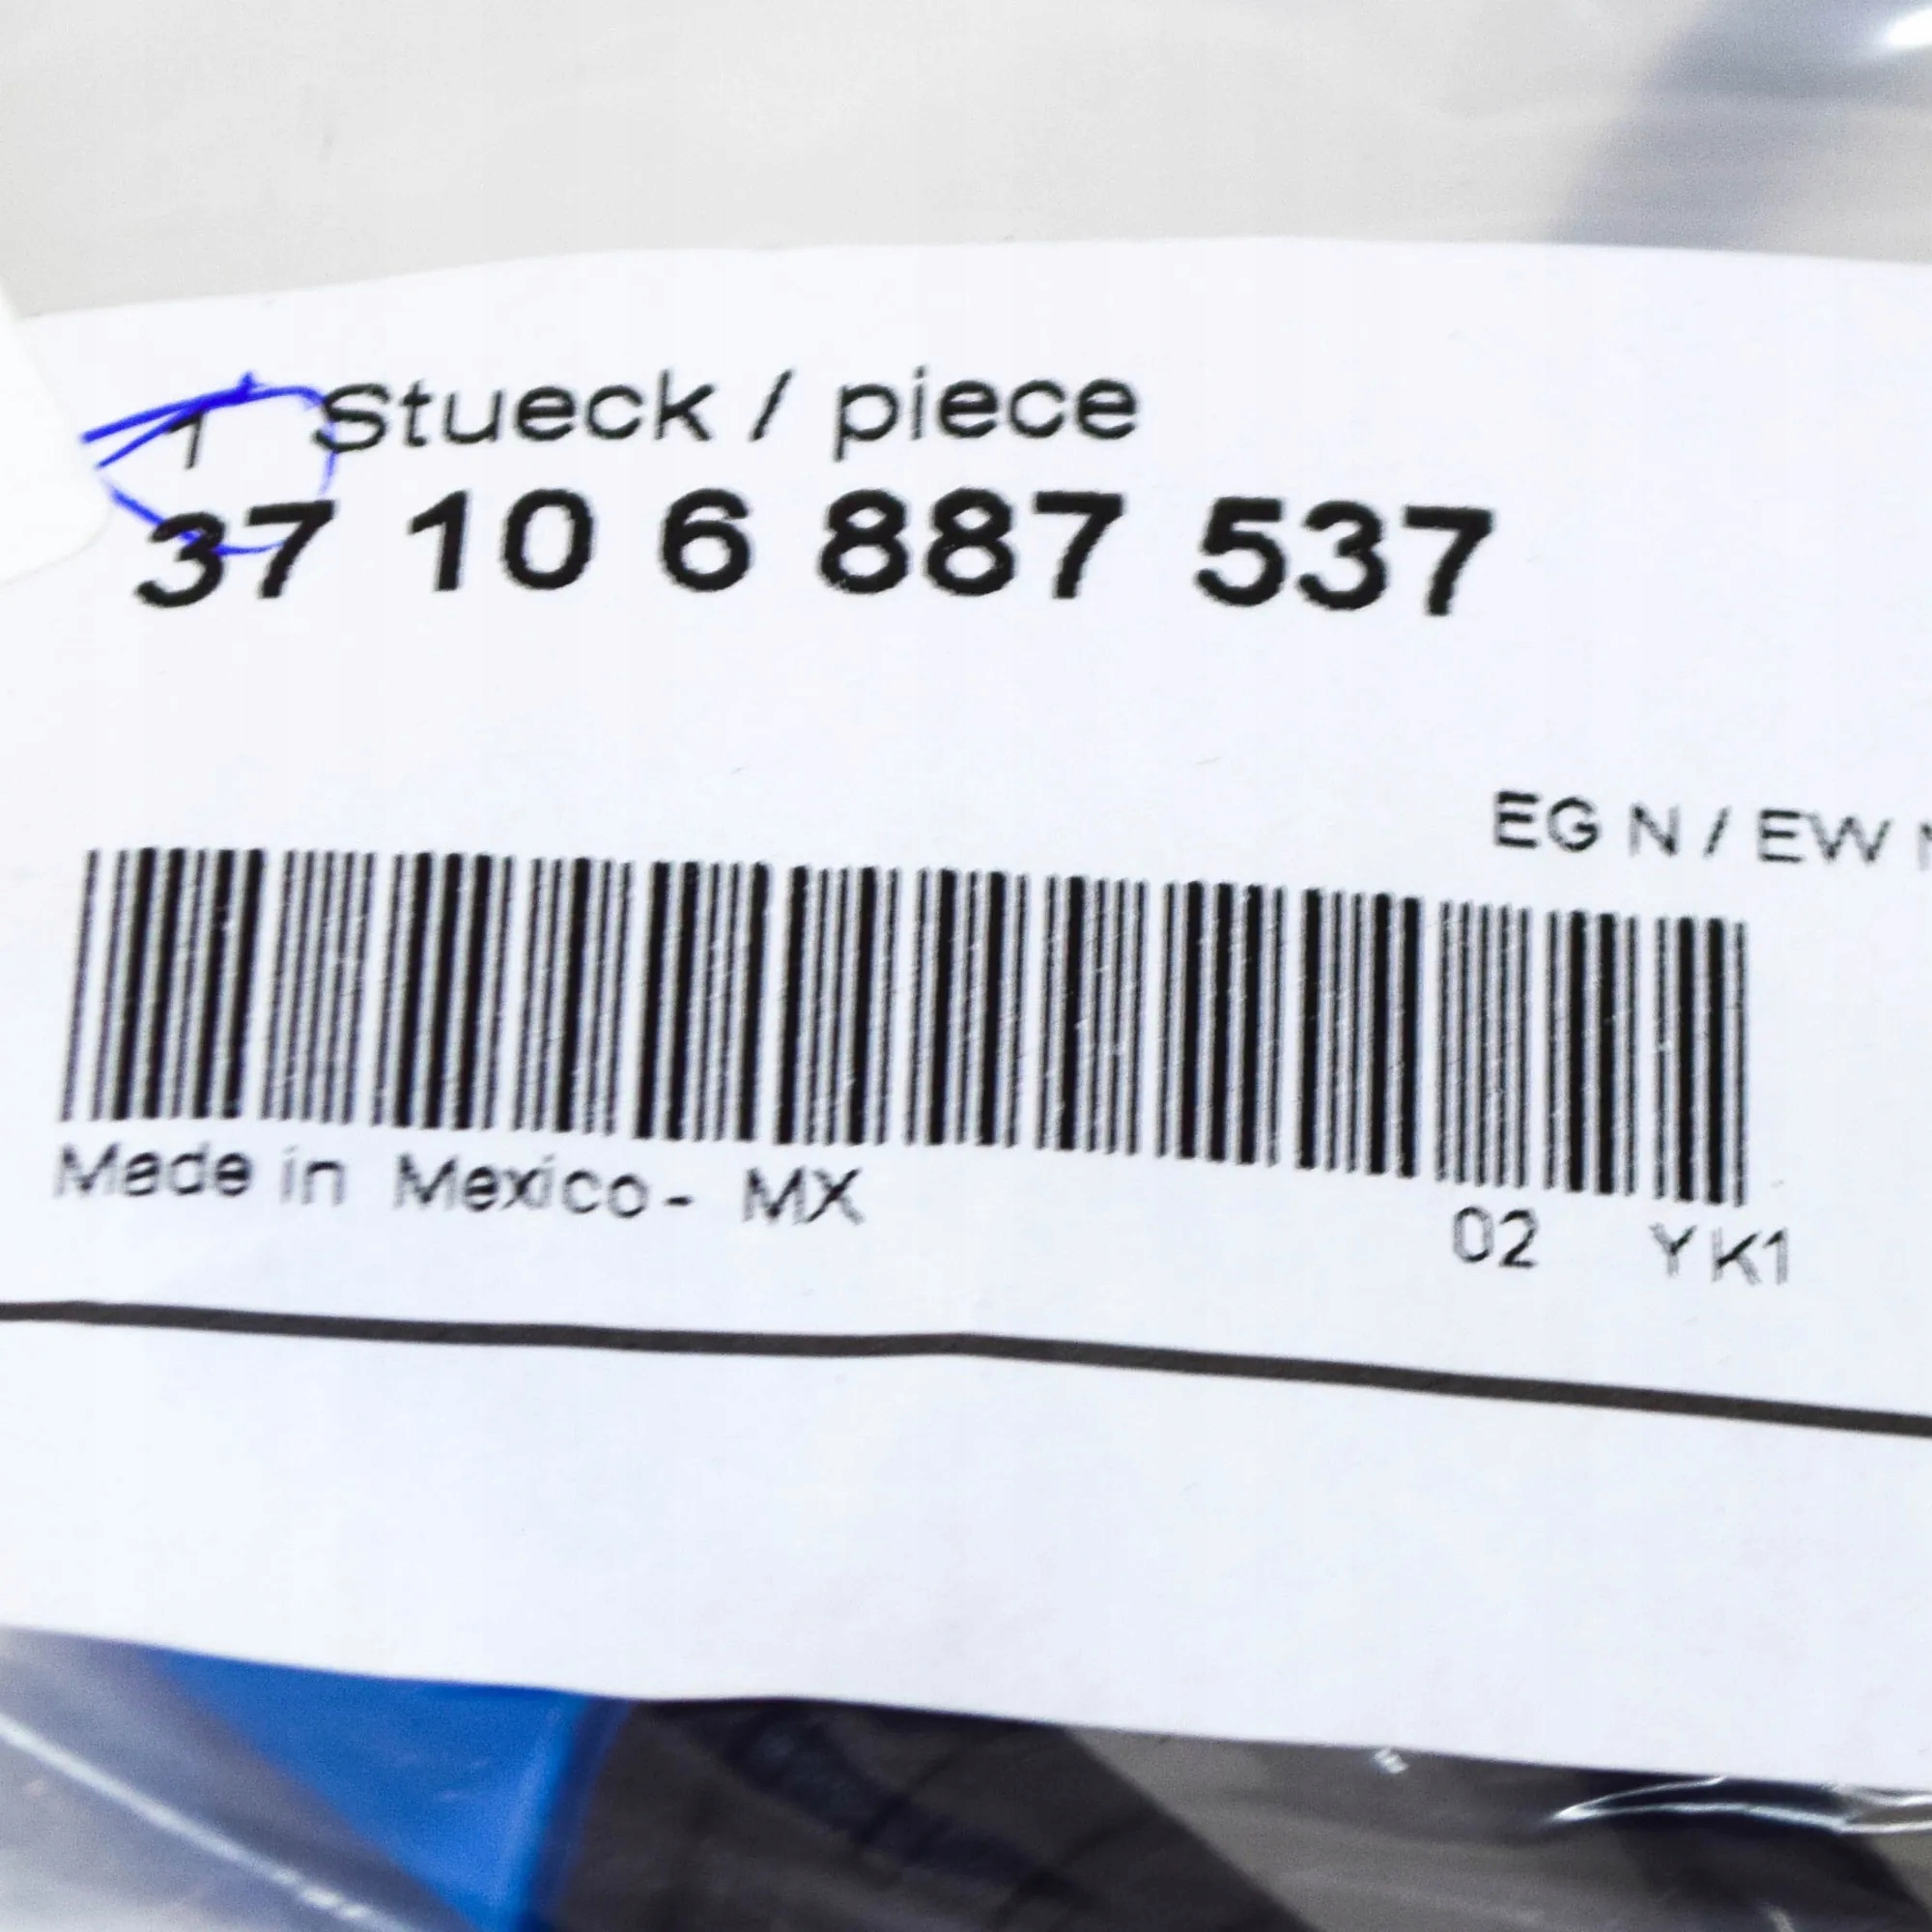 1 Stueck / piece
37 10 6 887 537
EG N / EW
Made in Mexico - MX
02 YK1